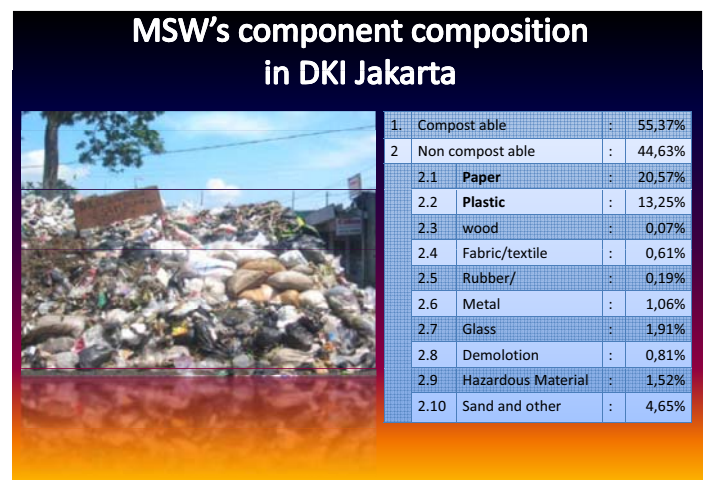 MSW's component composition
in DKI Jakarta
1. Compost able : 55,37%
2 Non compost able : 44,63%
2.1 Paper : 20,57%
2.2 Plastic : 13,25%
2.3 wood : 0,07%
2.4 Fabric/textile : 0,61%
2.5 Rubber/ : 0,19%
2.6 Metal : 1,06%
2.7 Glass : 1,91%
2.8 Demolotion : 0,81%
2.9 Hazardous Material : 1,52%
2.10 Sand and other : 4,65%